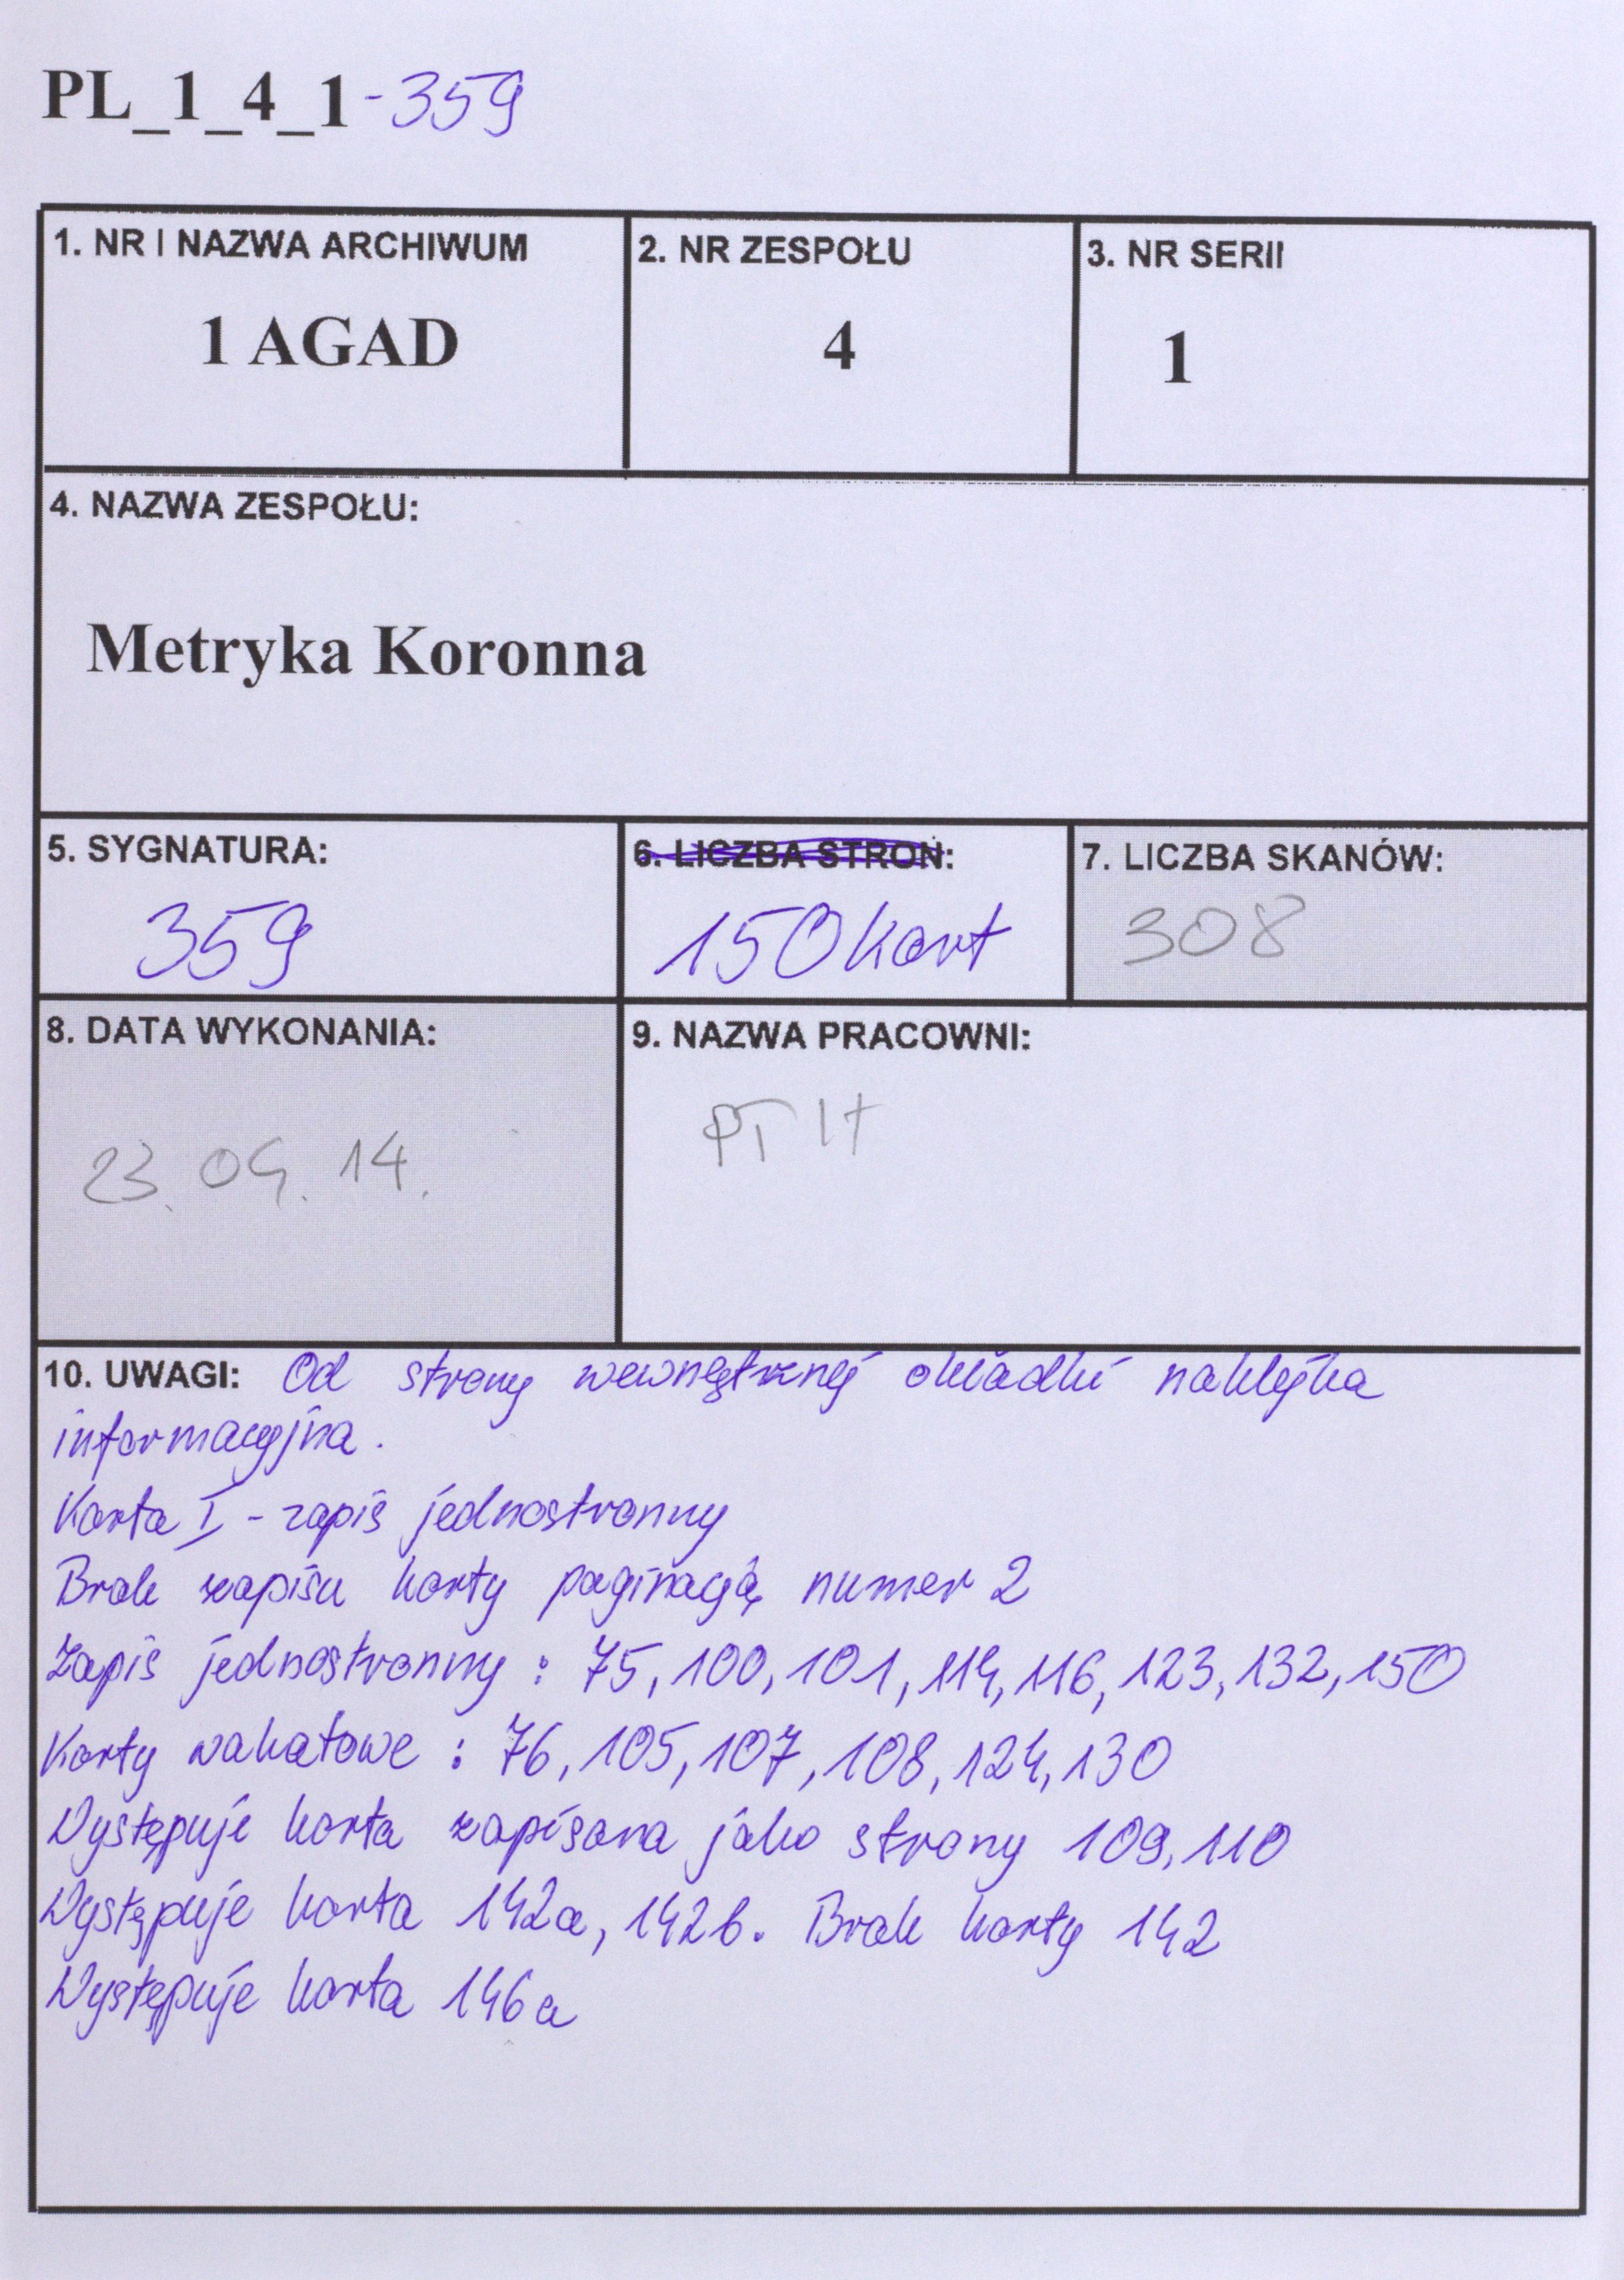 PL_1_4_1-359
1. NR I NAZWA ARCHIWUM
1 AGAD
2. NR ZESPOŁU
4
3. NR SERII
1
4. NAZWA ZESPOŁU:
Metryka Koronna
5. SYGNATURA:
359
6. LICZBA STRON:
150 kart
7. LICZBA SKANÓW:
308
8. DATA WYKONANIA:
23. 04. 14.
9. NAZWA PRACOWNI:
10. UWAGI: Od strony wewnętrznej okładki naklejka
informacyjna.
Karta I - zapis jednostronny
Brak zapisu karty paginacją numer 2
Zapis jednostronny : 75, 100, 101, 114, 116, 123, 132, 150
Karty wakatowe : 76, 105, 107, 108, 124, 130
Występuje karta zapisana jako strony 109, 110
Występuje karta 142a, 142b. Brak karty 142
Występuje karta 146a